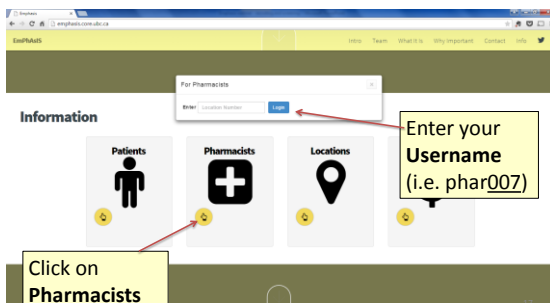 Emphasis
emphasis.core.ubc.ca
EmPhAsIS
Intro Team What It Is Why Important Contact Info
For Pharmacists
x
Enter Location Number Login
Enter your
Username
(i.e. phar007)
Information
Patients
Pharmacists
Locations
Click on
Pharmacists